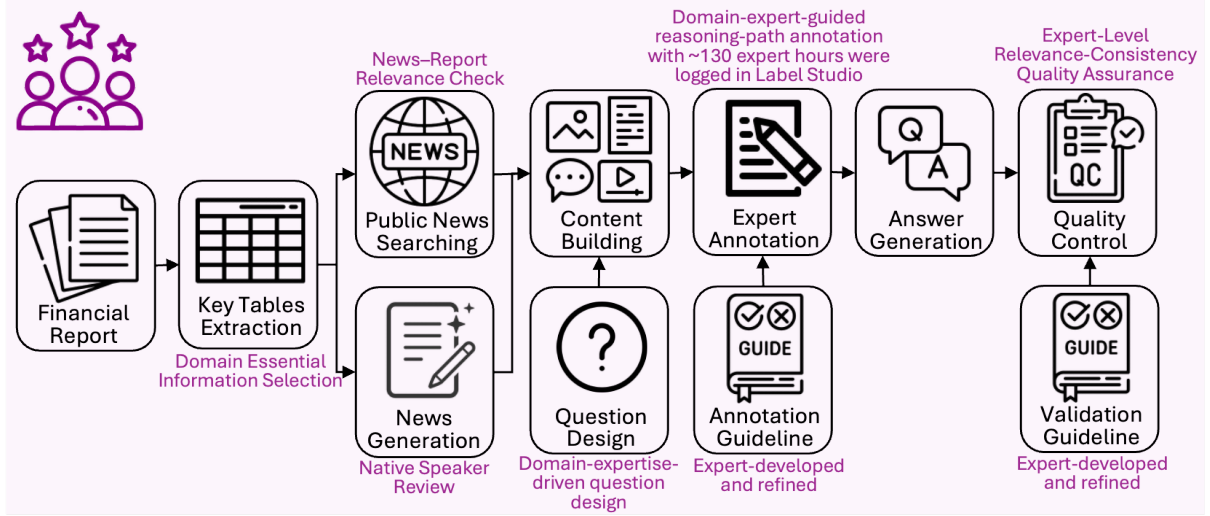 Financial
Report
Key Tables
Extraction
Domain Essential
Information Selection
News–Report
Relevance Check
NEWS
Public News
Searching
News
Generation
Native Speaker
Review
Content
Building
Question
Design
Domain-expertise-
driven question
design
Domain-expert-guided
reasoning-path annotation
with ~130 expert hours were
logged in Label Studio
Expert
Annotation
GUIDE
Annotation
Guideline
Expert-developed
and refined
Q
A
Answer
Generation
Expert-Level
Relevance-Consistency
Quality Assurance
QC
Quality
Control
GUIDE
Validation
Guideline
Expert-developed
and refined